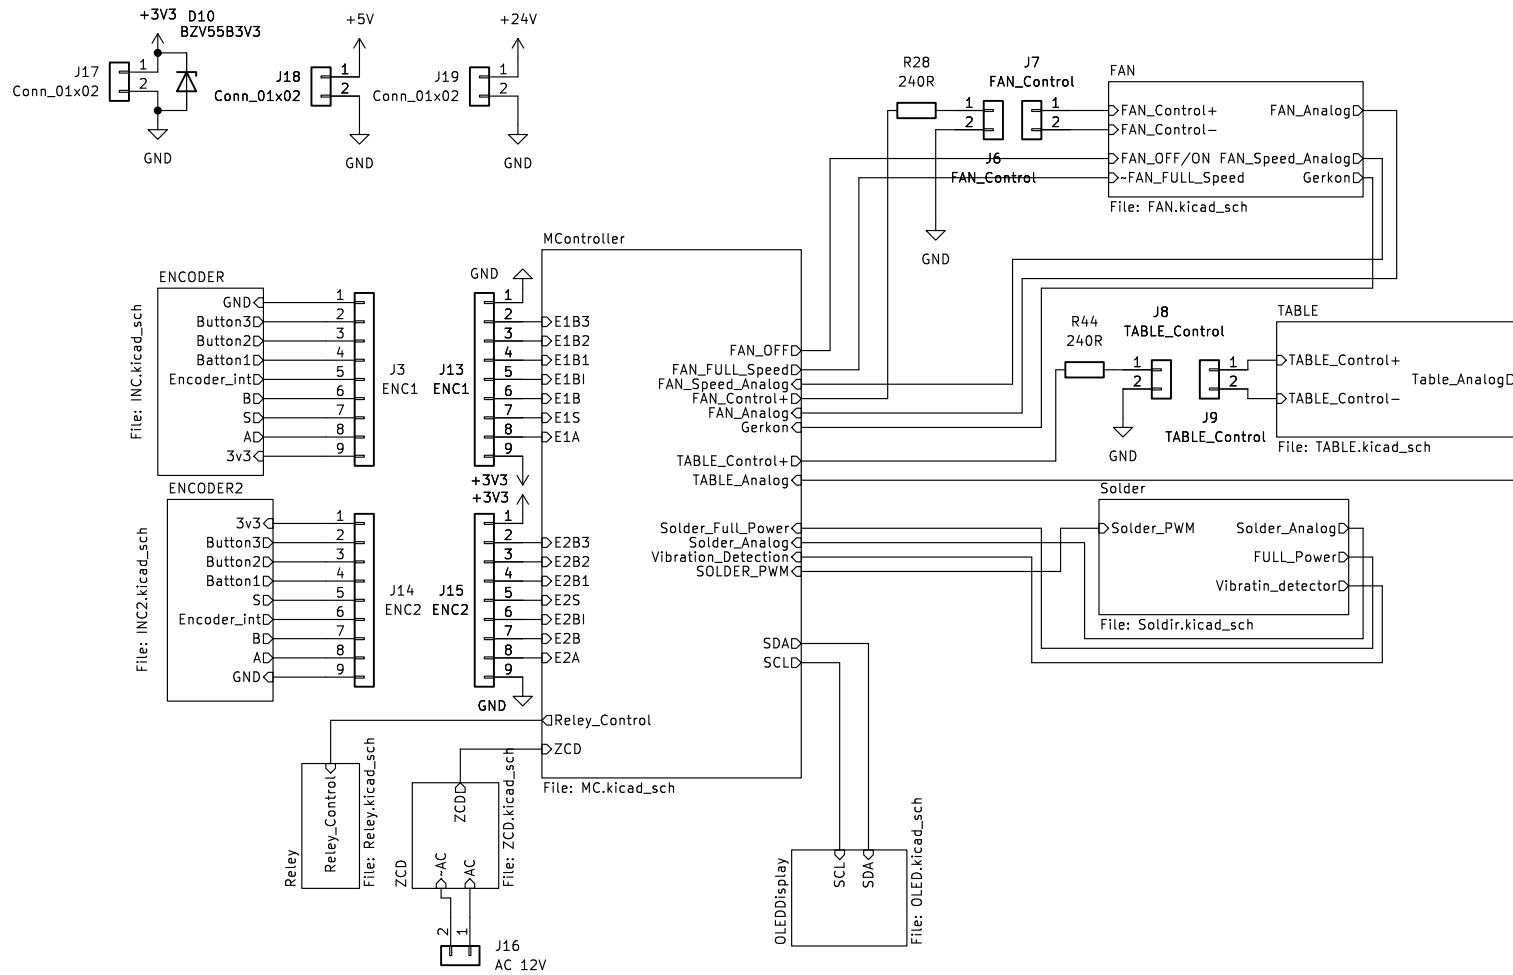 +3V3
D10
BZV55B3V3
J17
Conn_01x02
1
2
GND
+5V
J18
Conn_01x02
1
2
GND
+24V
J19
Conn_01x02
1
2
GND
R28
240R
J7
FAN_Control
1
2
1
2
J6
FAN_Control
GND
FAN
FAN_Control+
FAN_Control-
FAN_OFF/ON
~FAN_FULL_Speed
FAN_Analog
FAN_Speed_Analog
Gerkon
File: FAN.kicad_sch
ENCODER
File: INC.kicad_sch
GND
Button3
Button2
Batton1
Encoder_int
B
S
A
3v3
1
2
3
4
5
6
7
8
9
J3
ENC1
J13
ENC1
GND
1
2
3
4
5
6
7
8
9
+3V3
MController
E1B3
E1B2
E1B1
E1BI
E1B
E1S
E1A
E2B3
E2B2
E2B1
E2S
E2BI
E2B
E2A
Reley_Control
ZCD
FAN_OFF
FAN_FULL_Speed
FAN_Speed_Analog
FAN_Control+
FAN_Analog
Gerkon
TABLE_Control+
TABLE_Analog
Solder_Full_Power
Solder_Analog
Vibration_Detection
SOLDER_PWM
SDA
SCL
File: MC.kicad_sch
R44
240R
J8
TABLE_Control
1
2
1
2
J9
TABLE_Control
GND
TABLE
TABLE_Control+
TABLE_Control-
Table_Analog
File: TABLE.kicad_sch
ENCODER2
File: INC2.kicad_sch
3v3
Button3
Button2
Batton1
S
Encoder_int
B
A
GND
1
2
3
4
5
6
7
8
9
J14
ENC2
J15
ENC2
+3V3
1
2
3
4
5
6
7
8
9
GND
Solder
Solder_PWM
Solder_Analog
FULL_Power
Vibratin_detector
File: Soldir.kicad_sch
Reley
Reley_Control
File: Reley.kicad_sch
ZCD
ZCD
~AC
AC
File: ZCD.kicad_sch
2
1
J16
AC 12V
OLEDDisplay
SCL
SDA
File: OLED.kicad_sch